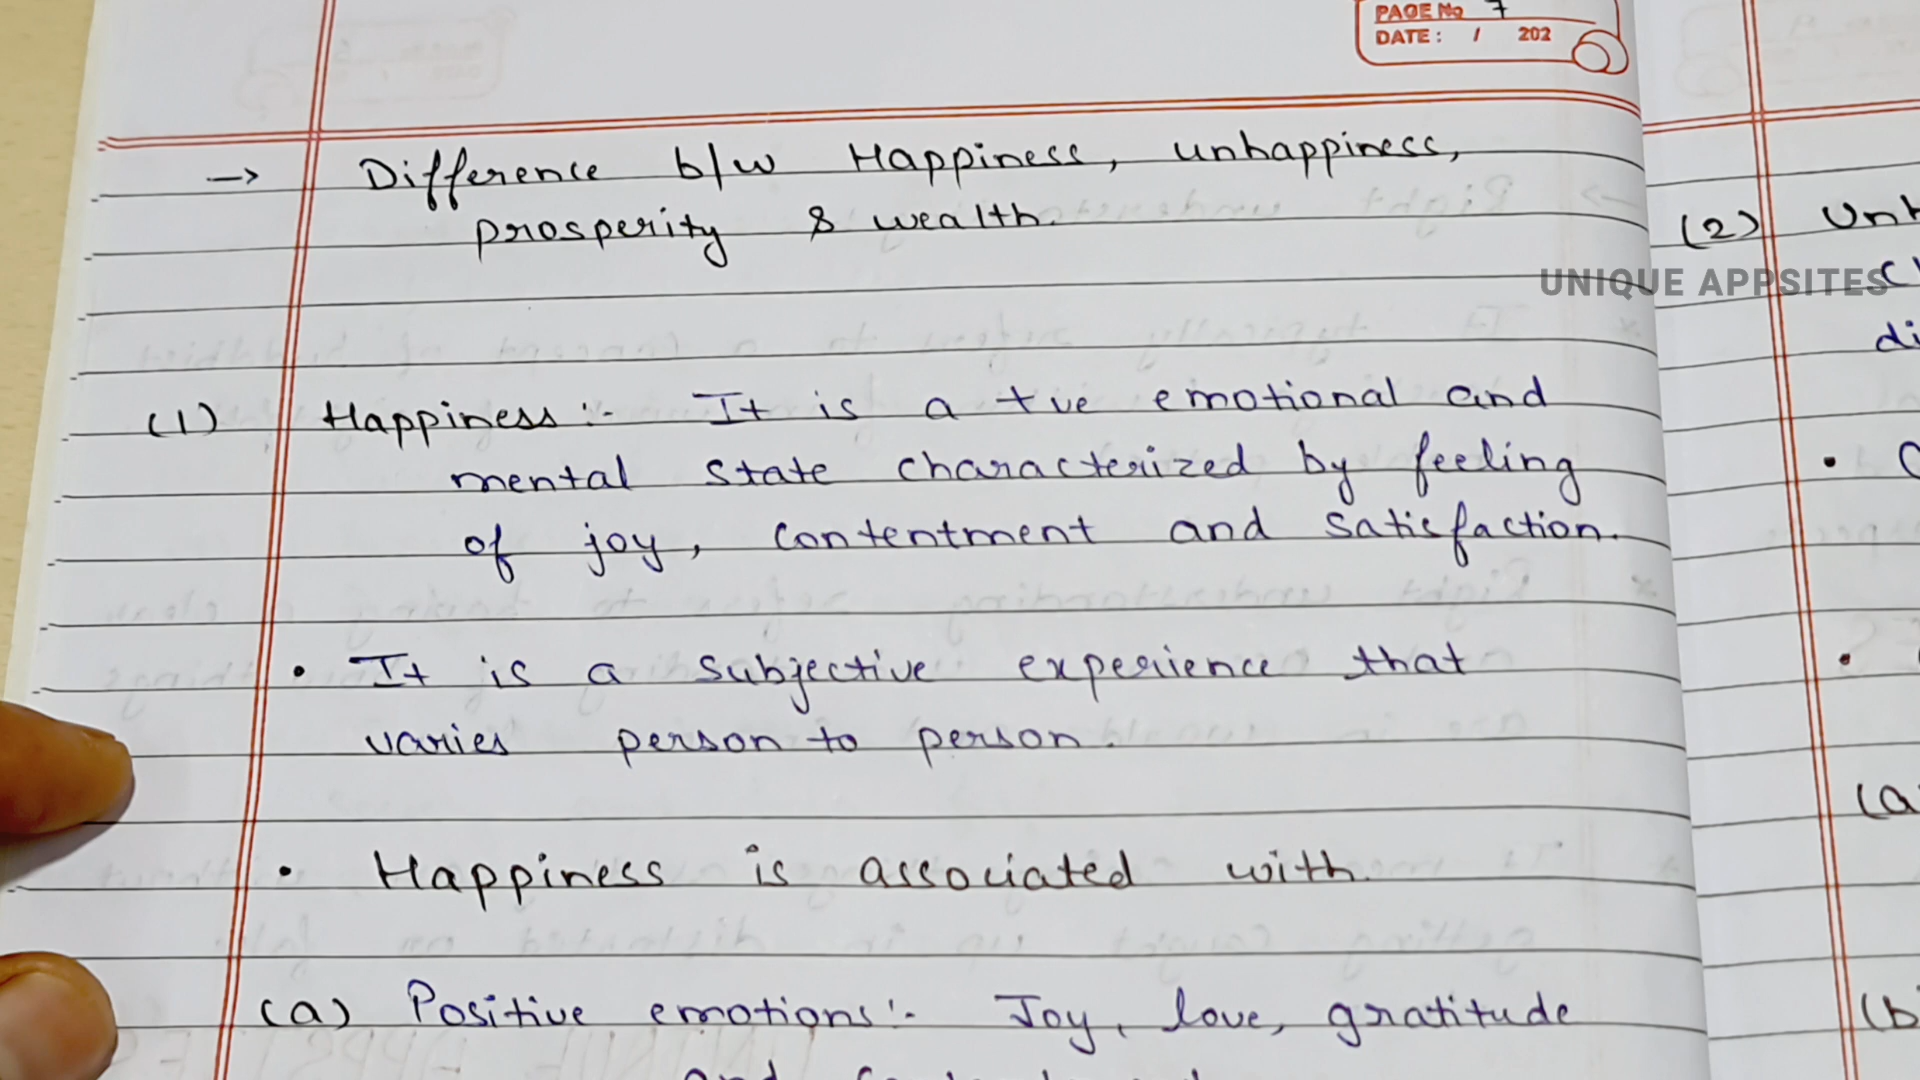 PAGE No 7
DATE: / 202
→ Difference b/w Happiness, unhappiness,
prosperity & wealth.
UNIQUE APPSITES
(1) Happiness :- It is a +ve emotional and
mental state characterized by feeling
of joy, contentment and satisfaction.
• It is a subjective experience that
varies person to person.
• Happiness is associated with.
(a) Positive emotions :- Joy, love, gratitude
and
(2)
di
(a
(b